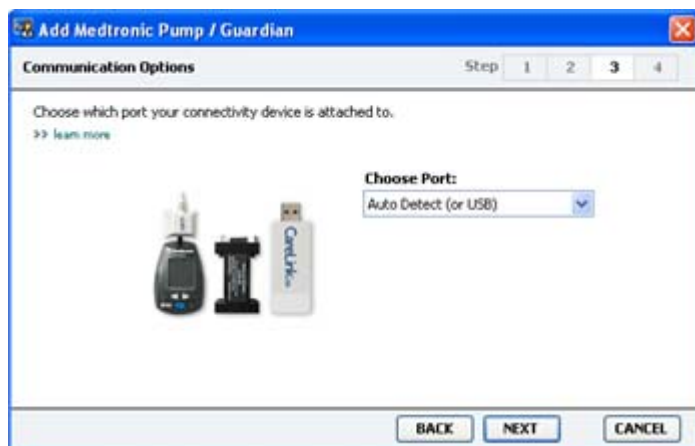 Add Medtronic Pump / Guardian
Communication Options
Step 1 2 3 4
Choose which port your connectivity device is attached to.
>> learn more
Choose Port:
Auto Detect (or USB)
CareLink
BACK NEXT CANCEL